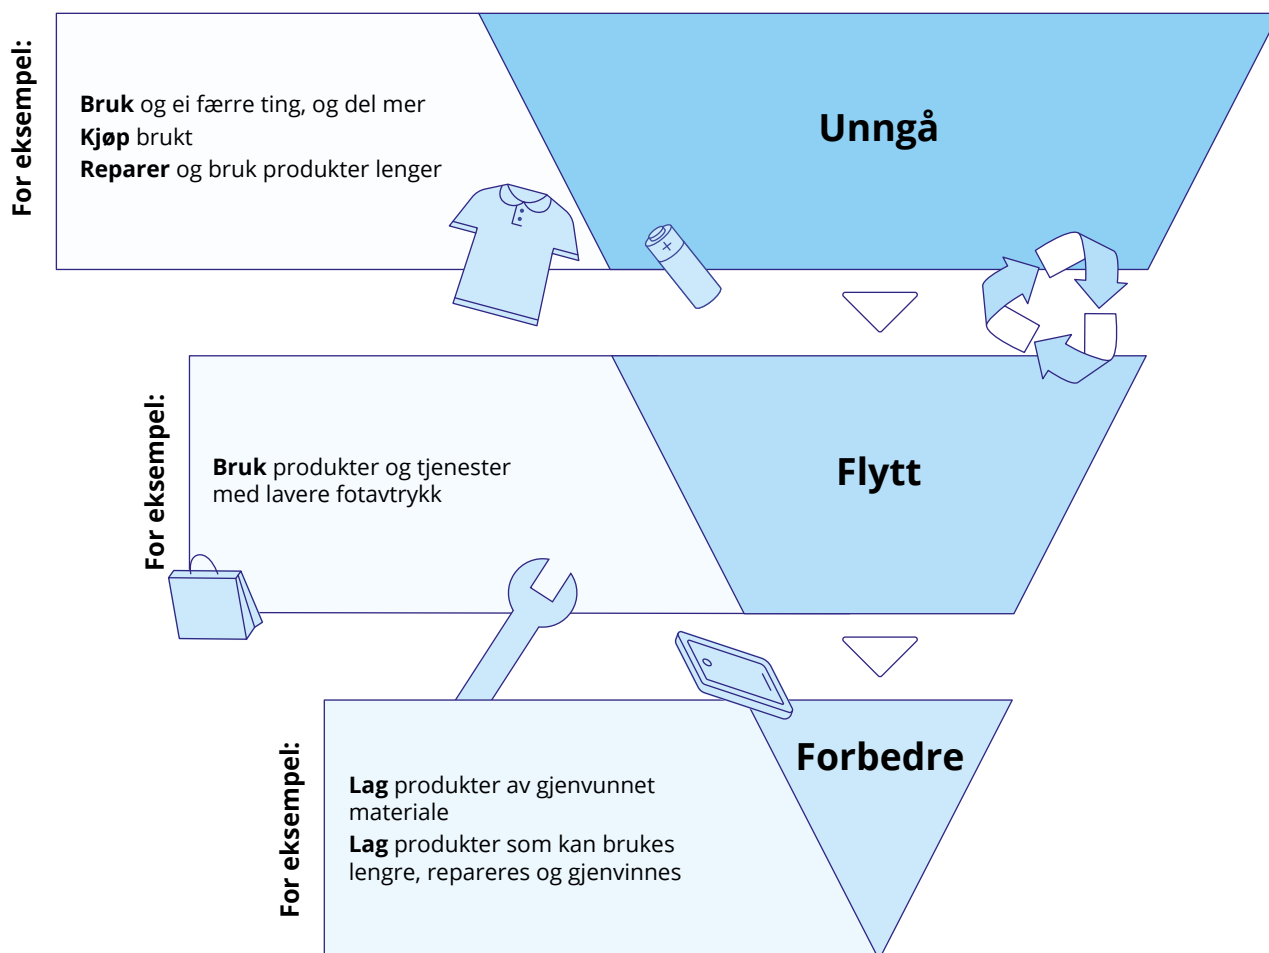 For eksempel:
Bruk og ei færre ting, og del mer
Kjøp brukt
Reparer og bruk produkter lenger
Unngå
For eksempel:
Bruk produkter og tjenester
med lavere fotavtrykk
Flytt
For eksempel:
Lag produkter av gjenvunnet
materiale
Lag produkter som kan brukes
lengre, repareres og gjenvinnes
Forbedre